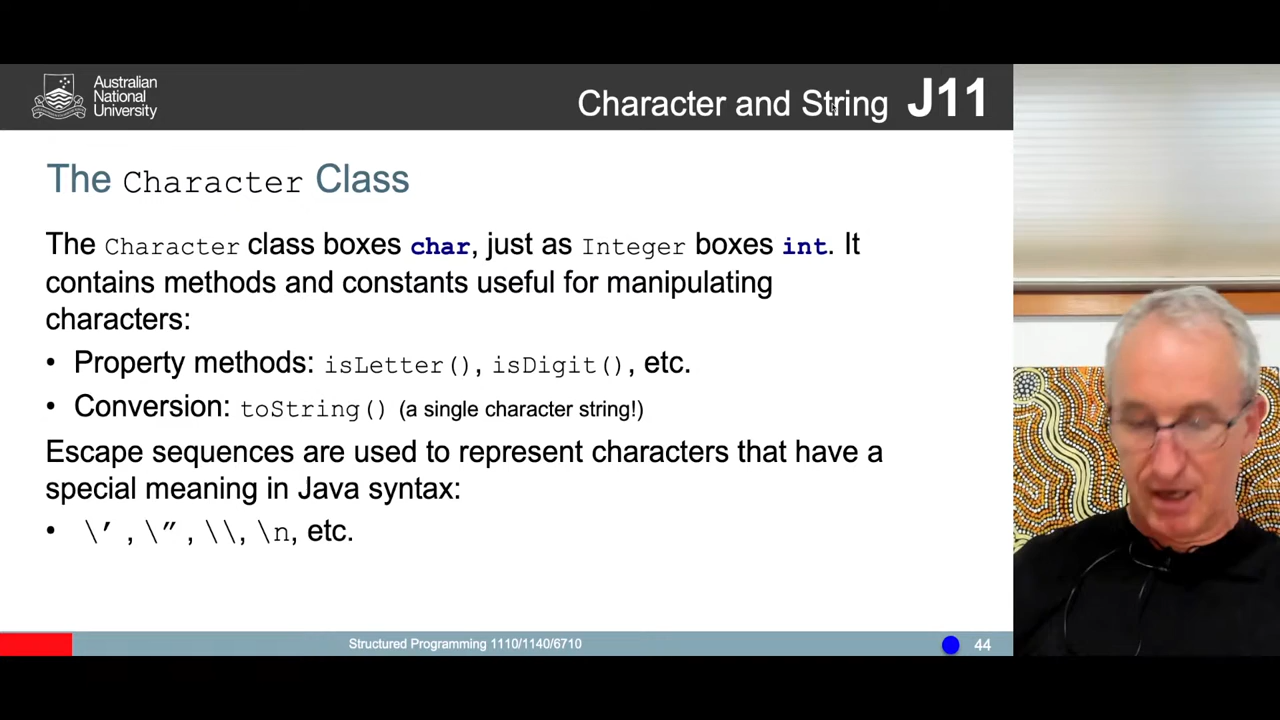 Australian
National
University
Character and String J11
The Character Class
The Character class boxes char, just as Integer boxes int. It
contains methods and constants useful for manipulating
characters:
• Property methods: isLetter(), isDigit(), etc.
• Conversion: toString() (a single character string!)
Escape sequences are used to represent characters that have a
special meaning in Java syntax:
• \′ , \″ , \\, \n, etc.
Structured Programming 1110/1140/6710
44